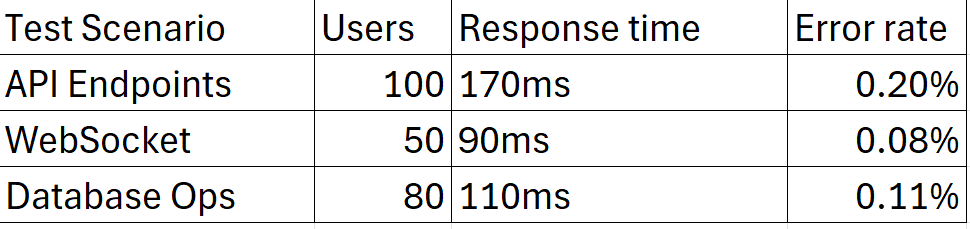 Test Scenario Users Response time Error rate
API Endpoints 100 170ms 0.20%
WebSocket 50 90ms 0.08%
Database Ops 80 110ms 0.11%